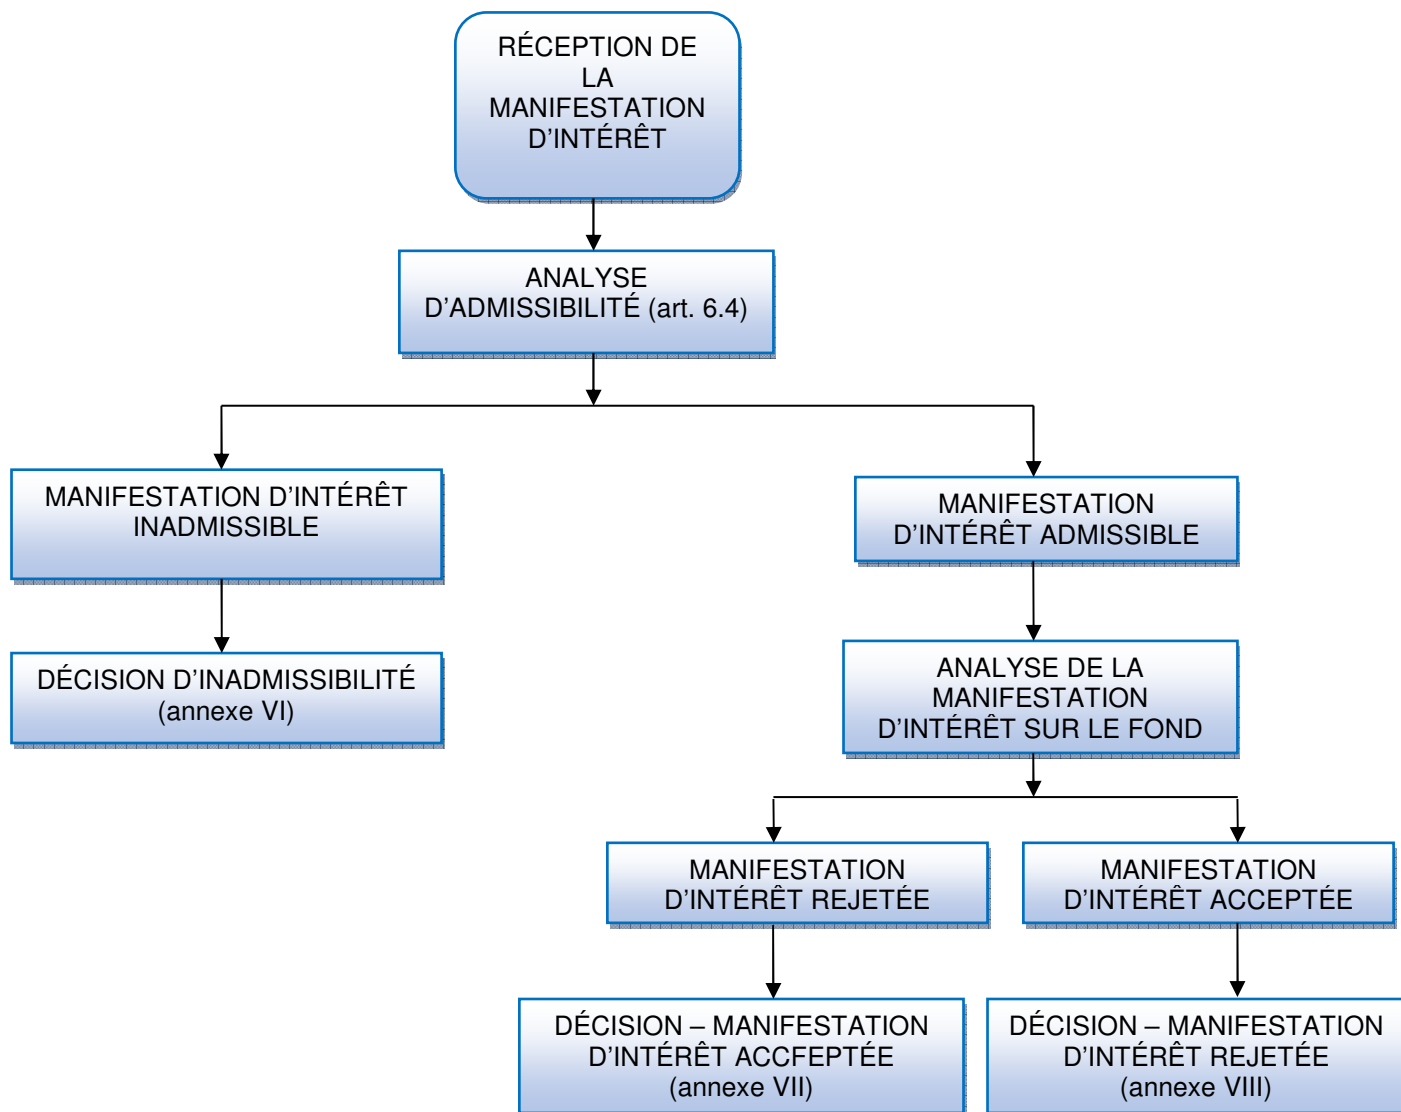 RÉCEPTION DE
LA
MANIFESTATION
D'INTÉRÊT
ANALYSE
D'ADMISSIBILITÉ (art. 6.4)
MANIFESTATION D'INTÉRÊT
INADMISSIBLE
MANIFESTATION
D'INTÉRÊT ADMISSIBLE
DÉCISION D'INADMISSIBILITÉ
(annexe VI)
ANALYSE DE LA
MANIFESTATION
D'INTÉRÊT SUR LE FOND
MANIFESTATION
D'INTÉRÊT REJETÉE
MANIFESTATION
D'INTÉRÊT ACCEPTÉE
DÉCISION – MANIFESTATION
D'INTÉRÊT ACCFEPTÉE
(annexe VII)
DÉCISION – MANIFESTATION
D'INTÉRÊT REJETÉE
(annexe VIII)